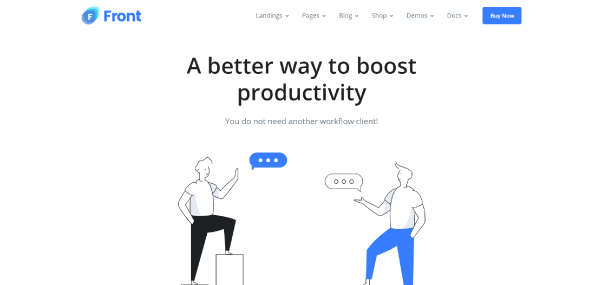 Front
Landings Pages Blog Shop Demos Docs Buy Now
A better way to boost
productivity
You do not need another workflow client!